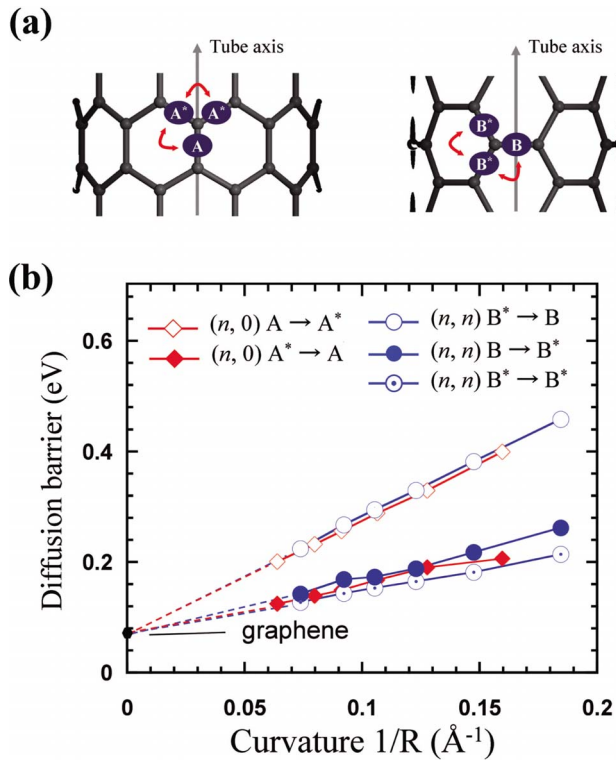 (a)
Tube axis
Tube axis
A* A*
A
B*
B
B*
(b)
(n, 0) A → A*
(n, 0) A* → A
(n, n) B* → B
(n, n) B → B*
(n, n) B* → B*
Diffusion barrier (eV)
0.6
0.4
0.2
0
graphene
0 0.05 0.1 0.15 0.2
Curvature 1/R (Å⁻¹)